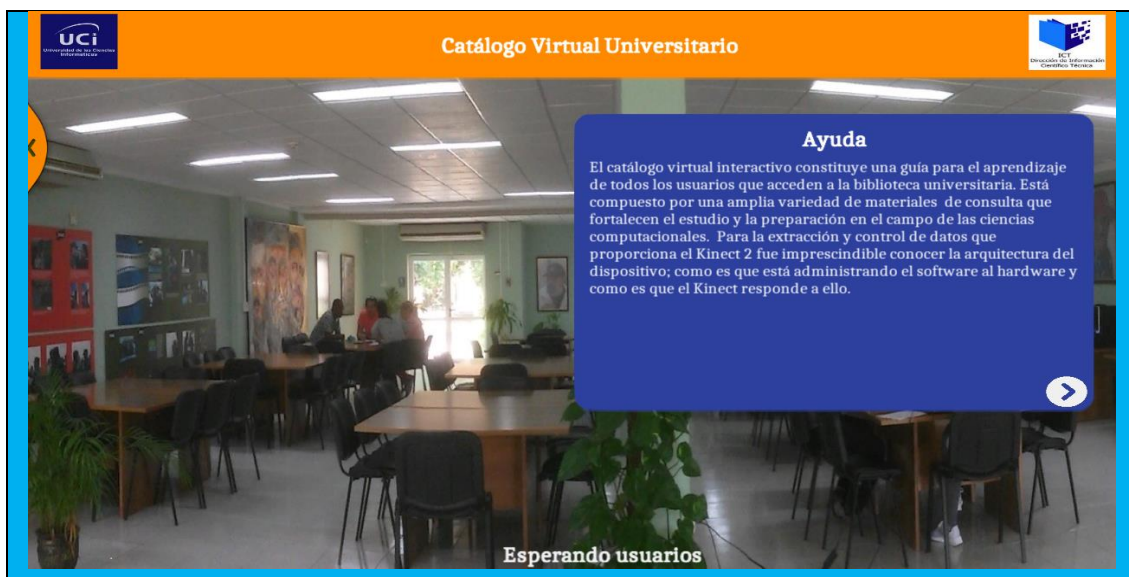 UCi
Universidad de las Ciencias
Informáticas
Catálogo Virtual Universitario
ICT
Dirección de Información
Científico Técnica
Ayuda
El catálogo virtual interactivo constituye una guía para el aprendizaje
de todos los usuarios que acceden a la biblioteca universitaria. Está
compuesto por una amplia variedad de materiales de consulta que
fortalecen el estudio y la preparación en el campo de las ciencias
computacionales. Para la extracción y control de datos que
proporciona el Kinect 2 fue imprescindible conocer la arquitectura del
dispositivo; como es que está administrando el software al hardware y
como es que el Kinect responde a ello.
Esperando usuarios